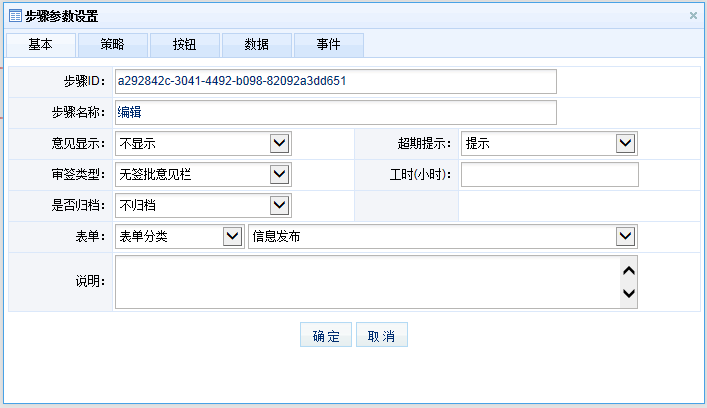 步骤参数设置
基本 策略 按钮 数据 事件
步骤ID: a292842c-3041-4492-b098-82092a3dd651
步骤名称: 编辑
意见显示: 不显示 超期提示: 提示
审签类型: 无签批意见栏 工时(小时):
是否归档: 不归档
表单: 表单分类 信息发布
说明:
确定 取消